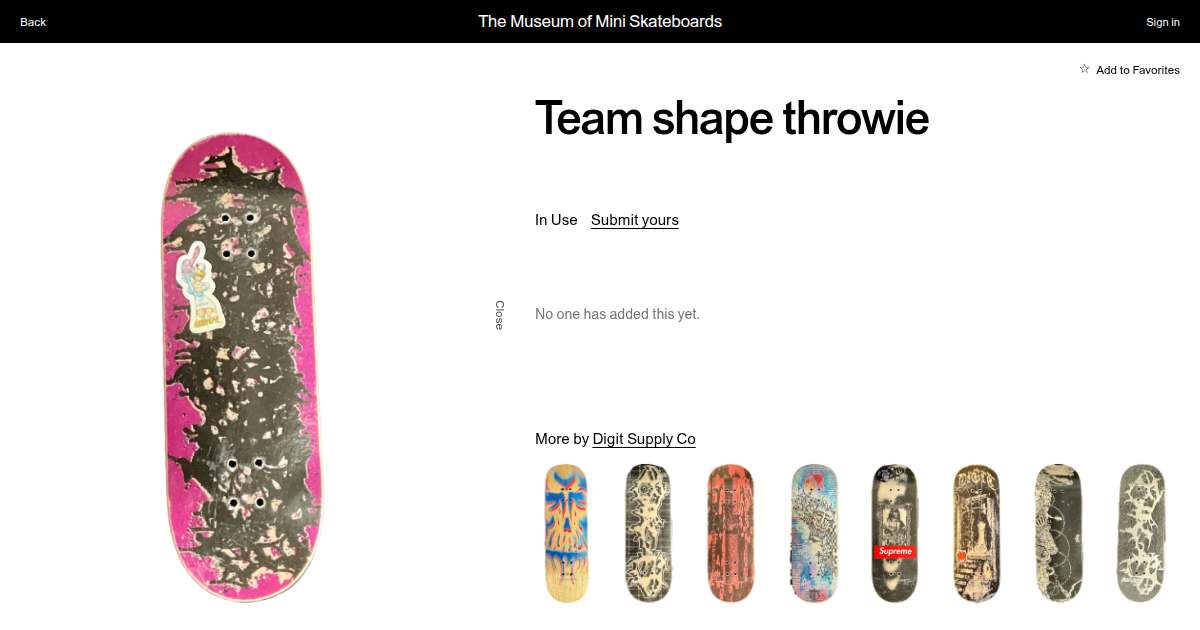 Back
The Museum of Mini Skateboards
Sign in
☆ Add to Favorites
Team shape throwie
In Use Submit yours
Close
No one has added this yet.
More by Digit Supply Co
Supreme